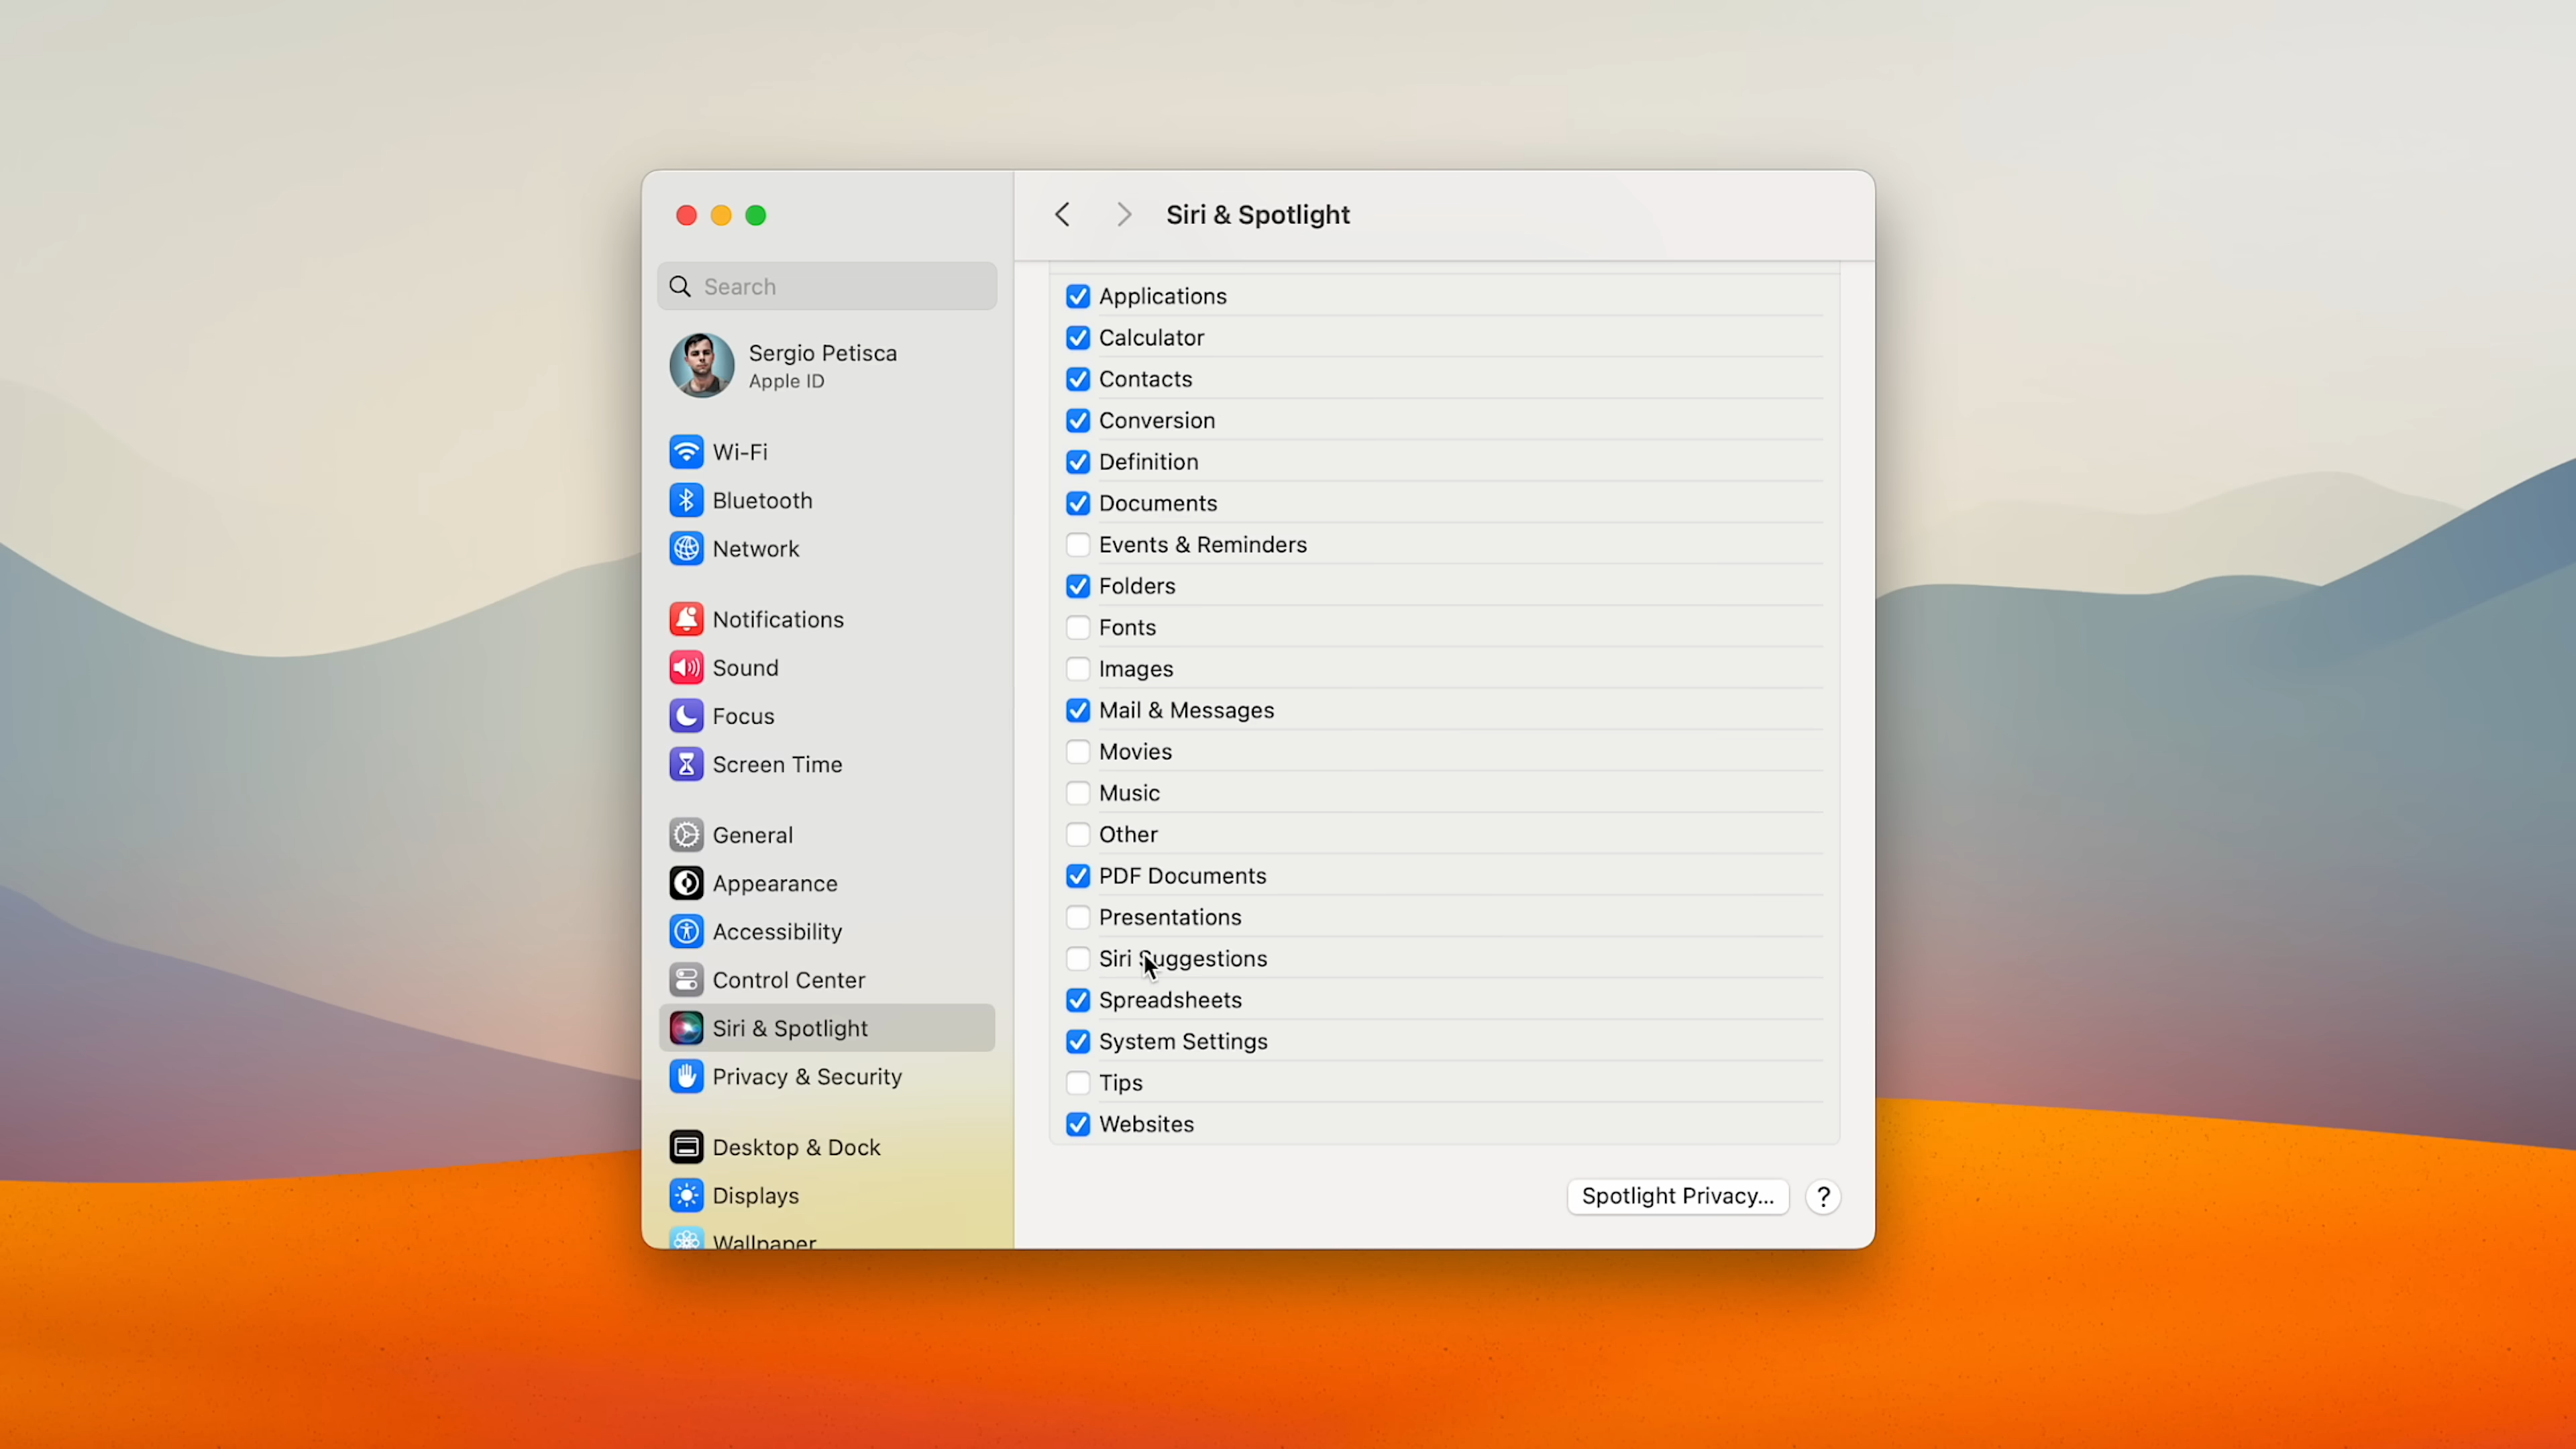 Siri & Spotlight
Search
Sergio Petisca
Apple ID
Wi-Fi
Bluetooth
Network
Notifications
Sound
Focus
Screen Time
General
Appearance
Accessibility
Control Center
Siri & Spotlight
Privacy & Security
Desktop & Dock
Displays
Wallpaper
Applications
Calculator
Contacts
Conversion
Definition
Documents
Events & Reminders
Folders
Fonts
Images
Mail & Messages
Movies
Music
Other
PDF Documents
Presentations
Siri Suggestions
Spreadsheets
System Settings
Tips
Websites
Spotlight Privacy... ?